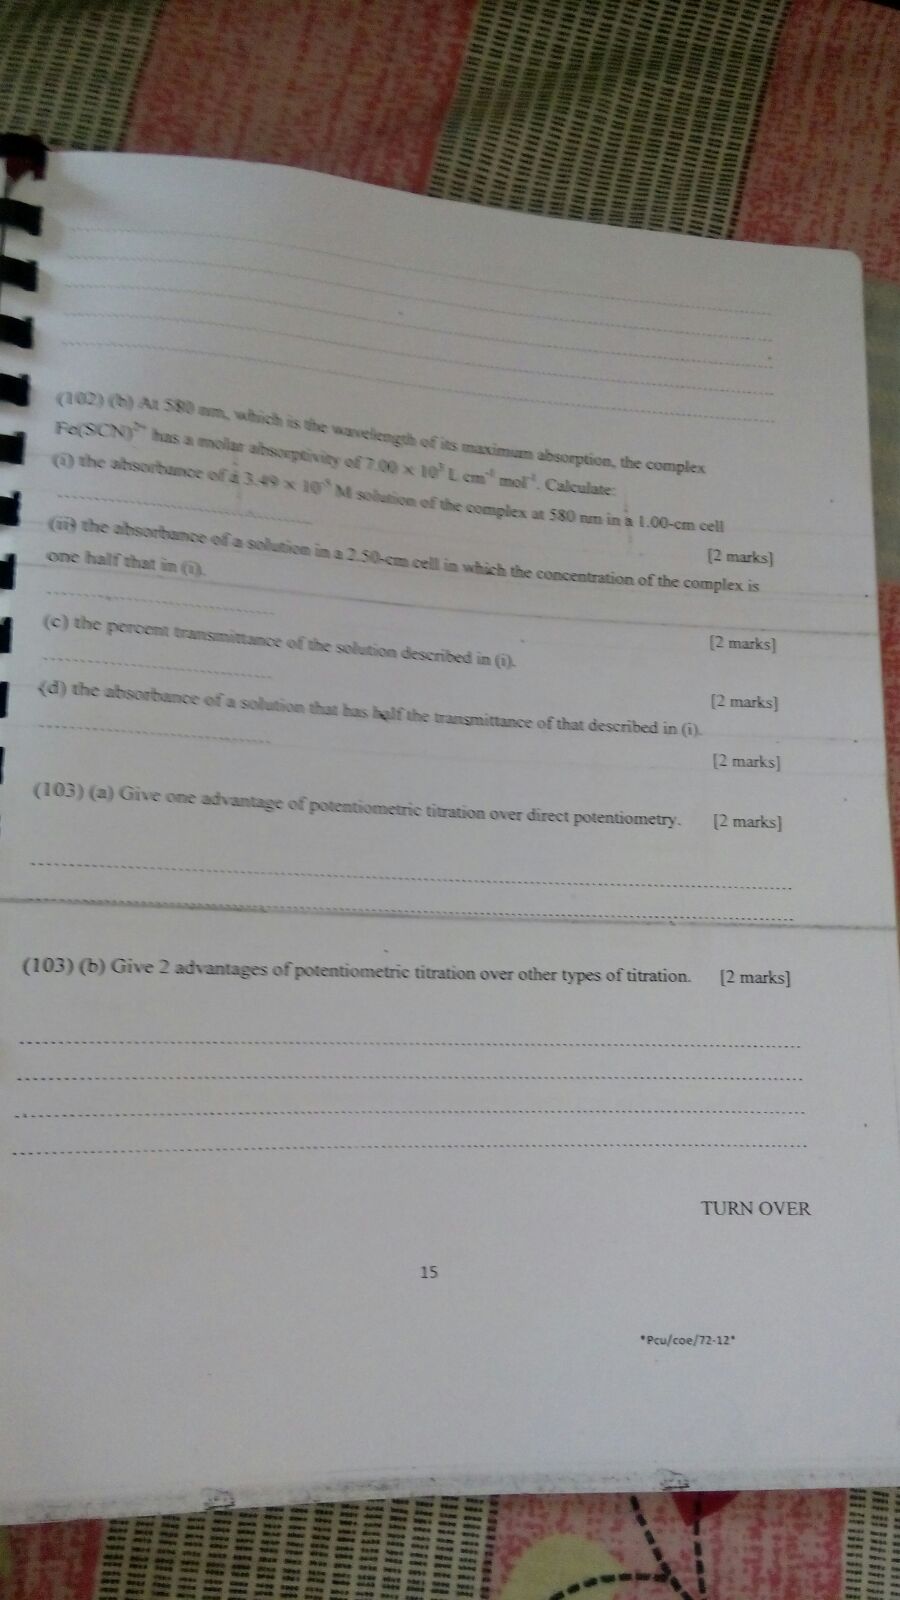 (102) (b) At 580 nm, which is the wavelength of its maximum absorption, the complex
Fe(SCN)²⁺ has a molar absorptivity of 7.00 × 10³ L cm⁻¹ mol⁻¹. Calculate:
(i) the absorbance of a 3.49 × 10⁻⁵ M solution of the complex at 580 nm in a 1.00-cm cell
[2 marks]
(ii) the absorbance of a solution in a 2.50-cm cell in which the concentration of the complex is
one half that in (i).
[2 marks]
(c) the percent transmittance of the solution described in (i).
[2 marks]
(d) the absorbance of a solution that has half the transmittance of that described in (i).
[2 marks]
(103) (a) Give one advantage of potentiometric titration over direct potentiometry. [2 marks]
(103) (b) Give 2 advantages of potentiometric titration over other types of titration. [2 marks]
TURN OVER
15
*Pcu/coe/72-12*